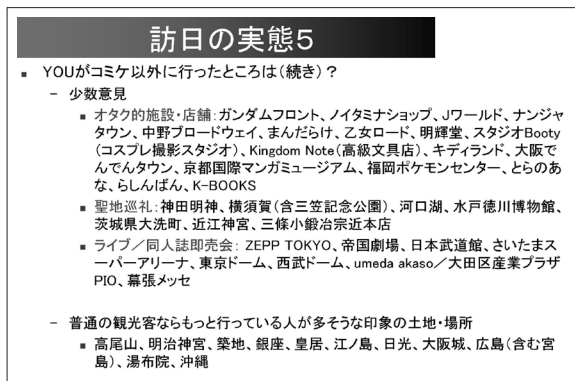 訪日の実態5
■ YOUがコミケ以外に行ったところは(続き)?
– 少数意見
■ オタク的施設・店舗:ガンダムフロント、ノイタミナショップ、Jワールド、ナンジャ
タウン、中野ブロードウェイ、まんだらけ、乙女ロード、明輝堂、スタジオBooty
(コスプレ撮影スタジオ)、Kingdom Note(高級文具店)、キディランド、大阪で
んでんタウン、京都国際マンガミュージアム、福岡ポケモンセンター、とらのあ
な、らしんばん、K-BOOKS
■ 聖地巡礼:神田明神、横須賀(含三笠記念公園)、河口湖、水戸徳川博物館、
茨城県大洗町、近江神宮、三條小鍛冶宗近本店
■ ライブ/同人誌即売会: ZEPP TOKYO、帝国劇場、日本武道館、さいたまス
ーパーアリーナ、東京ドーム、西武ドーム、umeda akaso/大田区産業プラザ
PIO、幕張メッセ
– 普通の観光客ならもっと行っている人が多そうな印象の土地・場所
■ 高尾山、明治神宮、築地、銀座、皇居、江ノ島、日光、大阪城、広島(含む宮
島)、湯布院、沖縄